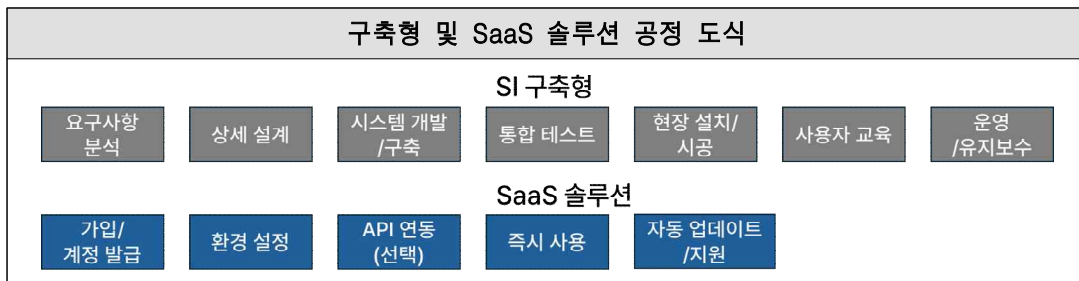 구축형 및 SaaS 솔루션 공정 도식
SI 구축형
요구사항
분석
상세 설계
시스템 개발
/구축
통합 테스트
현장 설치/
시공
사용자 교육
운영
/유지보수
SaaS 솔루션
가입/
계정 발급
환경 설정
API 연동
(선택)
즉시 사용
자동 업데이트
/지원